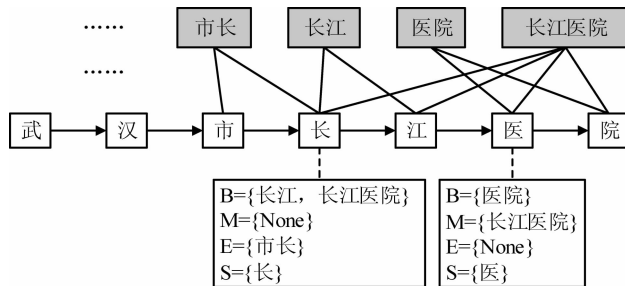 …… 市长 长江 医院 长江医院
……
武 汉 市 长 江 医 院
B={长江，长江医院}
M={None}
E={市长}
S={长}
B={医院}
M={长江医院}
E={None}
S={医}